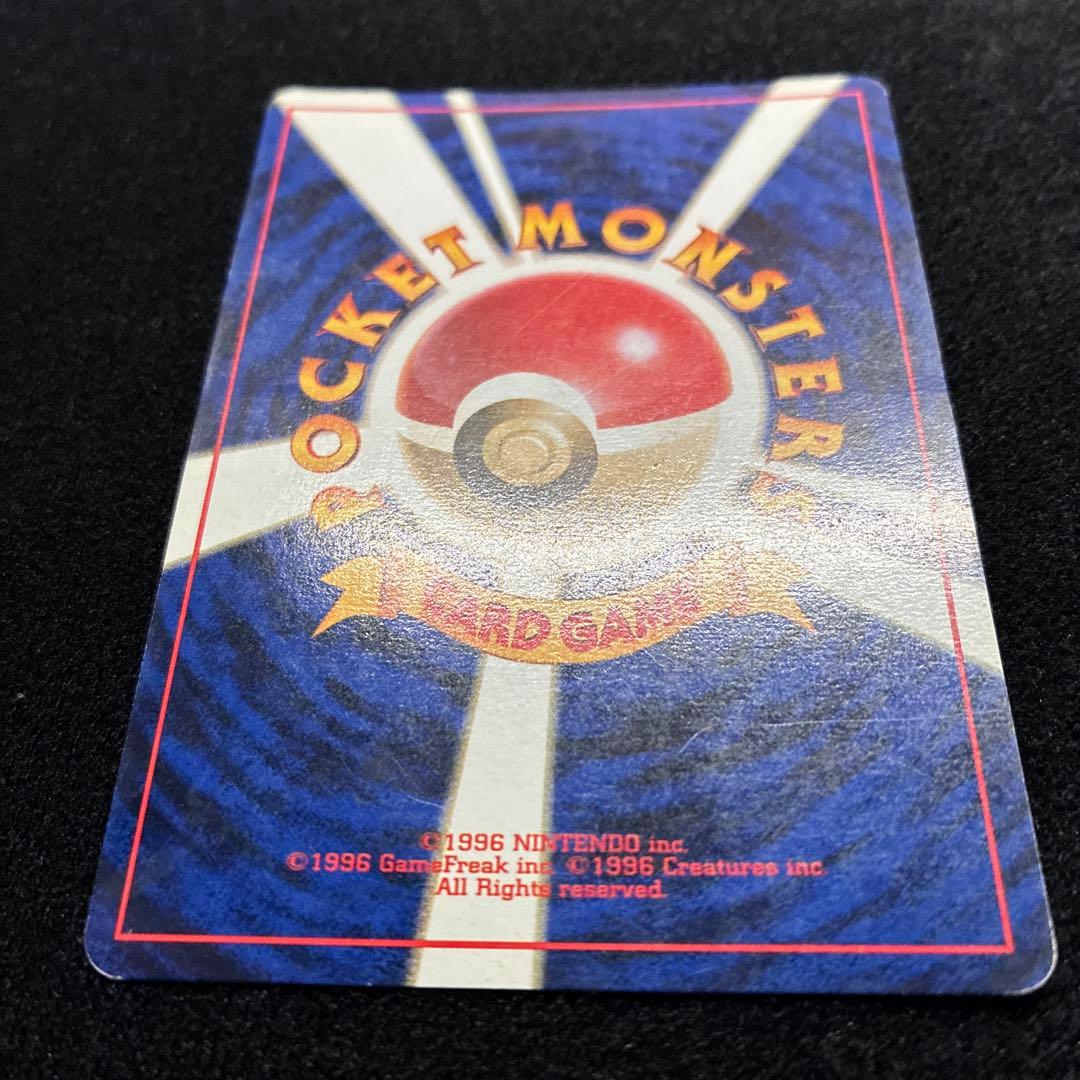 POCKET MONSTERS
CARD GAME
©1996 NINTENDO inc.
©1996 GameFreak inc. ©1996 Creatures inc.
All Rights reserved.